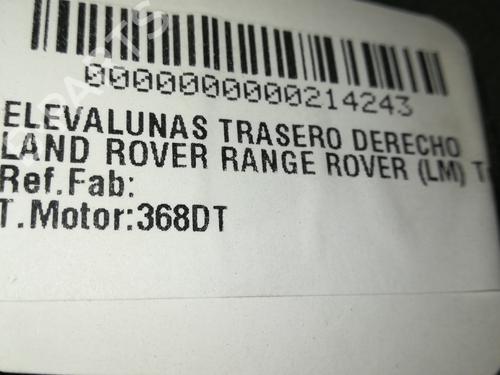 0000000000214243
ELEVALUNAS TRASERO DERECHO
LAND ROVER RANGE ROVER (LM)
Ref.Fab:
T.Motor:368DT